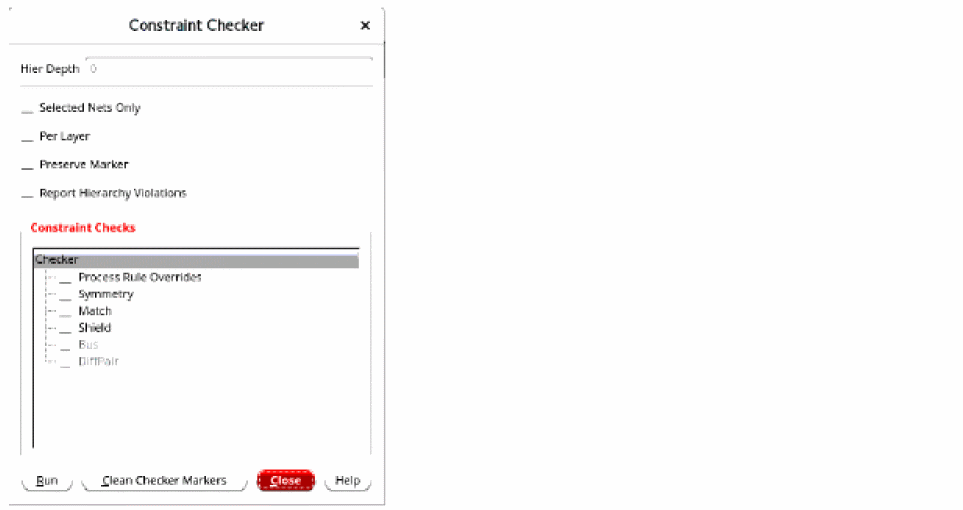 Constraint Checker ×
Hier Depth 0
Selected Nets Only
Per Layer
Preserve Marker
Report Hierarchy Violations
Constraint Checks
Checker
Process Rule Overrides
Symmetry
Match
Shield
Bus
DiffPair
Run Clean Checker Markers Close Help